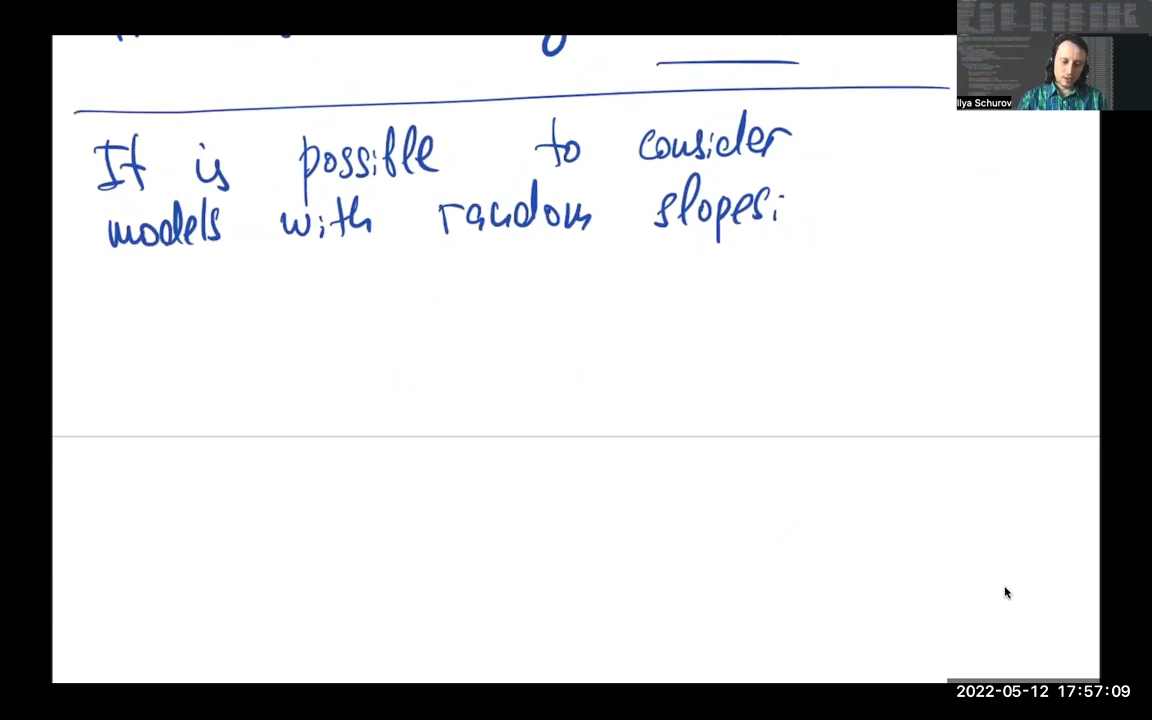 Ilya Schurov
It is possible to consider
models with random slopes:
2022-05-12 17:57:09